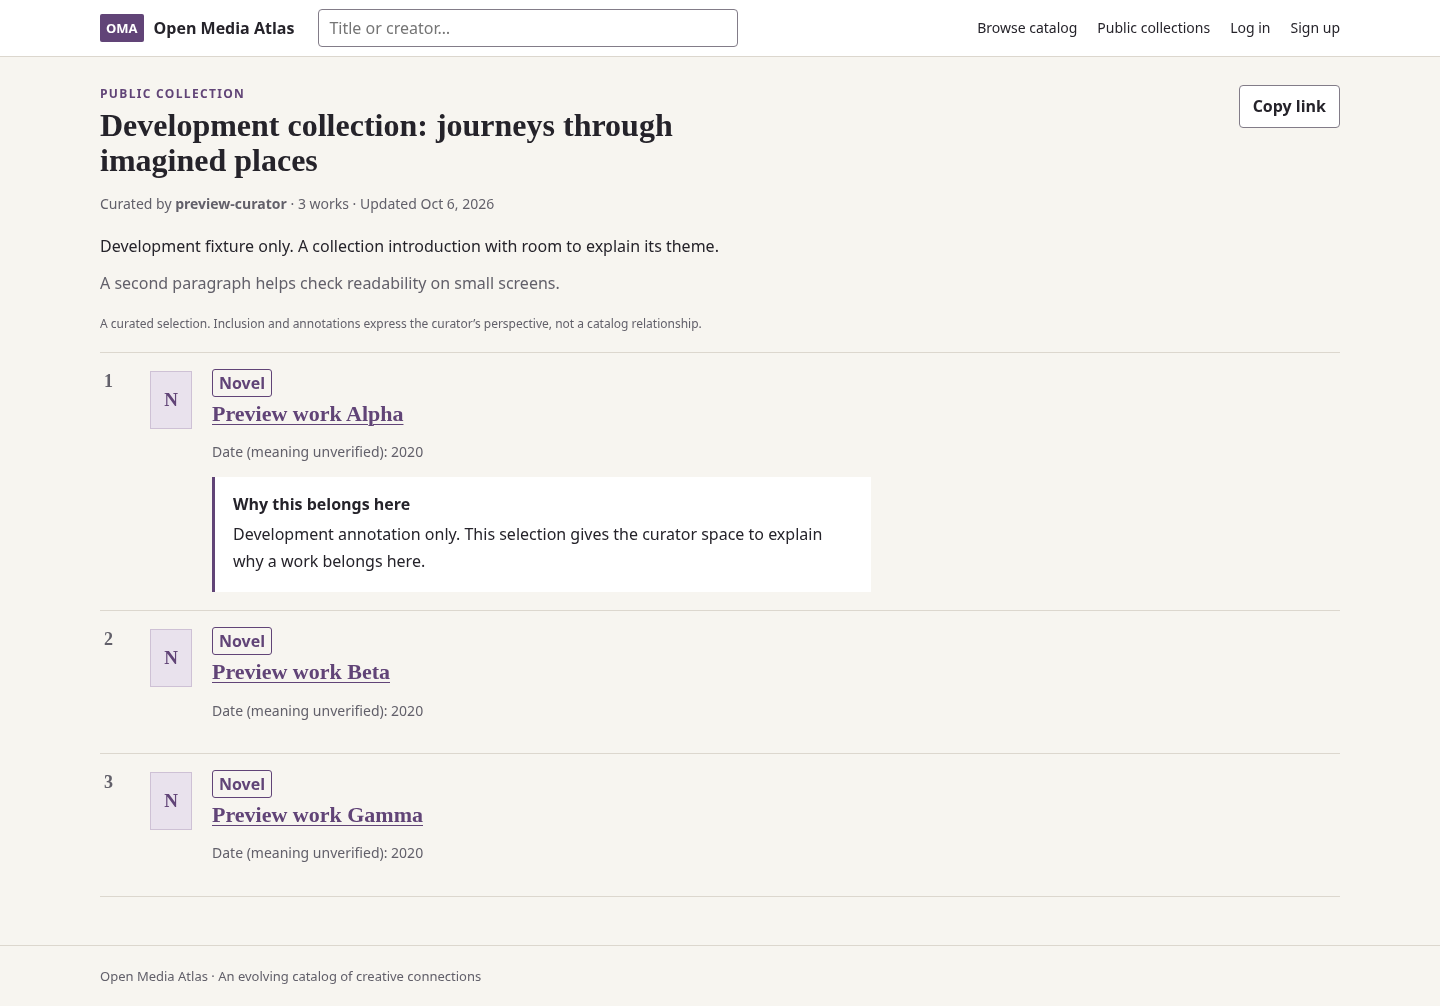 OMA Open Media Atlas Title or creator... Browse catalog Public collections Log in Sign up
PUBLIC COLLECTION
Copy link
Development collection: journeys through
imagined places
Curated by preview-curator · 3 works · Updated Oct 6, 2026
Development fixture only. A collection introduction with room to explain its theme.
A second paragraph helps check readability on small screens.
A curated selection. Inclusion and annotations express the curator’s perspective, not a catalog relationship.
1
N
Novel
Preview work Alpha
Date (meaning unverified): 2020
Why this belongs here
Development annotation only. This selection gives the curator space to explain
why a work belongs here.
2
N
Novel
Preview work Beta
Date (meaning unverified): 2020
3
N
Novel
Preview work Gamma
Date (meaning unverified): 2020
Open Media Atlas · An evolving catalog of creative connections